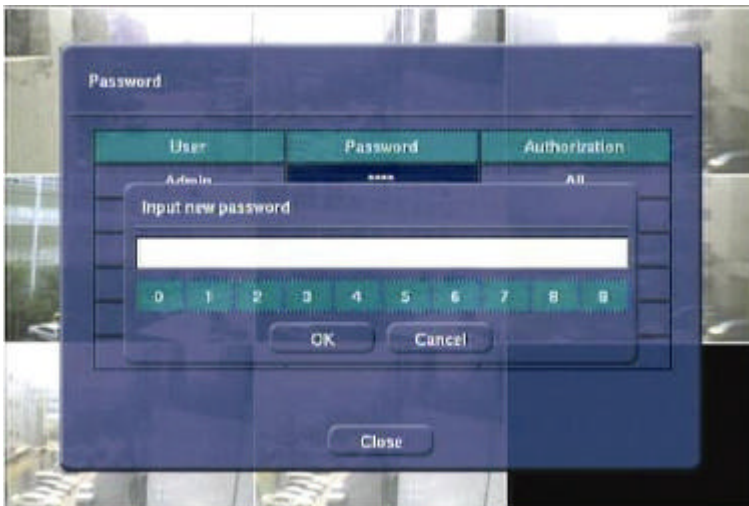 Password
User Password Authorization
Admin **** All
Input new password
0 1 2 3 4 5 6 7 8 9
OK Cancel
Close